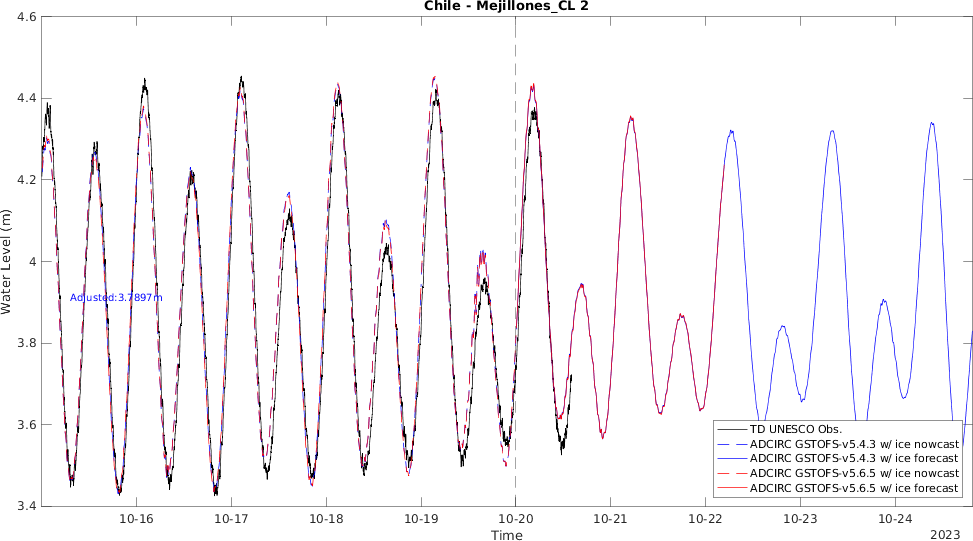 Chile - Mejillones_CL 2
4.6
4.4
4.2
4
3.8
3.6
3.4
Water Level (m)
Adjusted:3.7897m
TD UNESCO Obs.
ADCIRC GSTOFS-v5.4.3 w/ ice nowcast
ADCIRC GSTOFS-v5.4.3 w/ ice forecast
ADCIRC GSTOFS-v5.6.5 w/ ice nowcast
ADCIRC GSTOFS-v5.6.5 w/ ice forecast
10-16 10-17 10-18 10-19 10-20 10-21 10-22 10-23 10-24
Time
2023